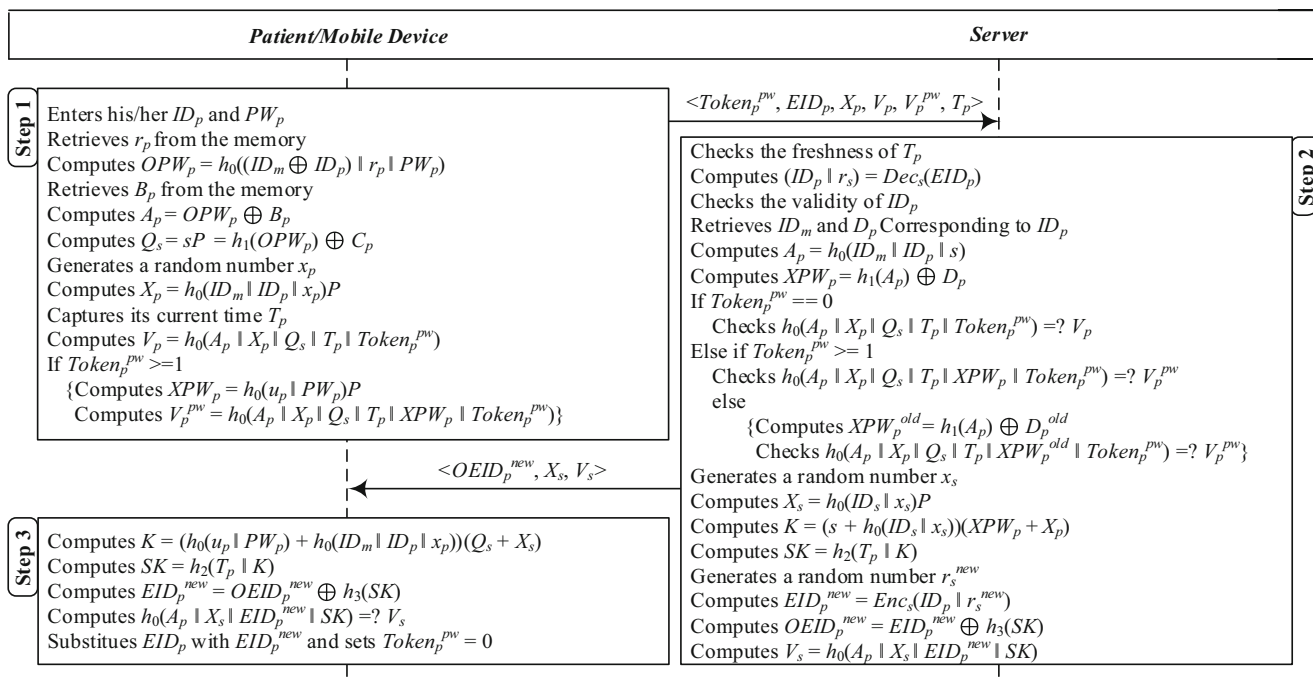 Patient/Mobile Device
Server
Step 1
Enters his/her ID_p and PW_p
Retrieves r_p from the memory
Computes OPW_p = h_0((ID_m ⊕ ID_p) ∥ r_p ∥ PW_p)
Retrieves B_p from the memory
Computes A_p = OPW_p ⊕ B_p
Computes Q_s = sP = h_1(OPW_p) ⊕ C_p
Generates a random number x_p
Computes X_p = h_0(ID_m ∥ ID_p ∥ x_p)P
Captures its current time T_p
Computes V_p = h_0(A_p ∥ X_p ∥ Q_s ∥ T_p ∥ Token_p^pw)
If Token_p^pw >=1
{Computes XPW_p = h_0(u_p ∥ PW_p)P
Computes V_p^pw = h_0(A_p ∥ X_p ∥ Q_s ∥ T_p ∥ XPW_p ∥ Token_p^pw)}
<Token_p^pw, EID_p, X_p, V_p, V_p^pw, T_p>
Step 2
Checks the freshness of T_p
Computes (ID_p ∥ r_s) = Dec_s(EID_p)
Checks the validity of ID_p
Retrieves ID_m and D_p Corresponding to ID_p
Computes A_p = h_0(ID_m ∥ ID_p ∥ s)
Computes XPW_p = h_1(A_p) ⊕ D_p
If Token_p^pw == 0
Checks h_0(A_p ∥ X_p ∥ Q_s ∥ T_p ∥ Token_p^pw) =? V_p
Else if Token_p^pw >= 1
Checks h_0(A_p ∥ X_p ∥ Q_s ∥ T_p ∥ XPW_p ∥ Token_p^pw) =? V_p^pw
else
{Computes XPW_p^old = h_1(A_p) ⊕ D_p^old
Checks h_0(A_p ∥ X_p ∥ Q_s ∥ T_p ∥ XPW_p^old ∥ Token_p^pw) =? V_p^pw}
Generates a random number x_s
Computes X_s = h_0(ID_s ∥ x_s)P
Computes K = (s + h_0(ID_s ∥ x_s))(XPW_p + X_p)
Computes SK = h_2(T_p ∥ K)
Generates a random number r_s^new
Computes EID_p^new = Enc_s(ID_p ∥ r_s^new)
Computes OEID_p^new = EID_p^new ⊕ h_3(SK)
Computes V_s = h_0(A_p ∥ X_s ∥ EID_p^new ∥ SK)
<OEID_p^new, X_s, V_s>
Step 3
Computes K = (h_0(u_p ∥ PW_p) + h_0(ID_m ∥ ID_p ∥ x_p))(Q_s + X_s)
Computes SK = h_2(T_p ∥ K)
Computes EID_p^new = OEID_p^new ⊕ h_3(SK)
Computes h_0(A_p ∥ X_s ∥ EID_p^new ∥ SK) =? V_s
Substitues EID_p with EID_p^new and sets Token_p^pw = 0